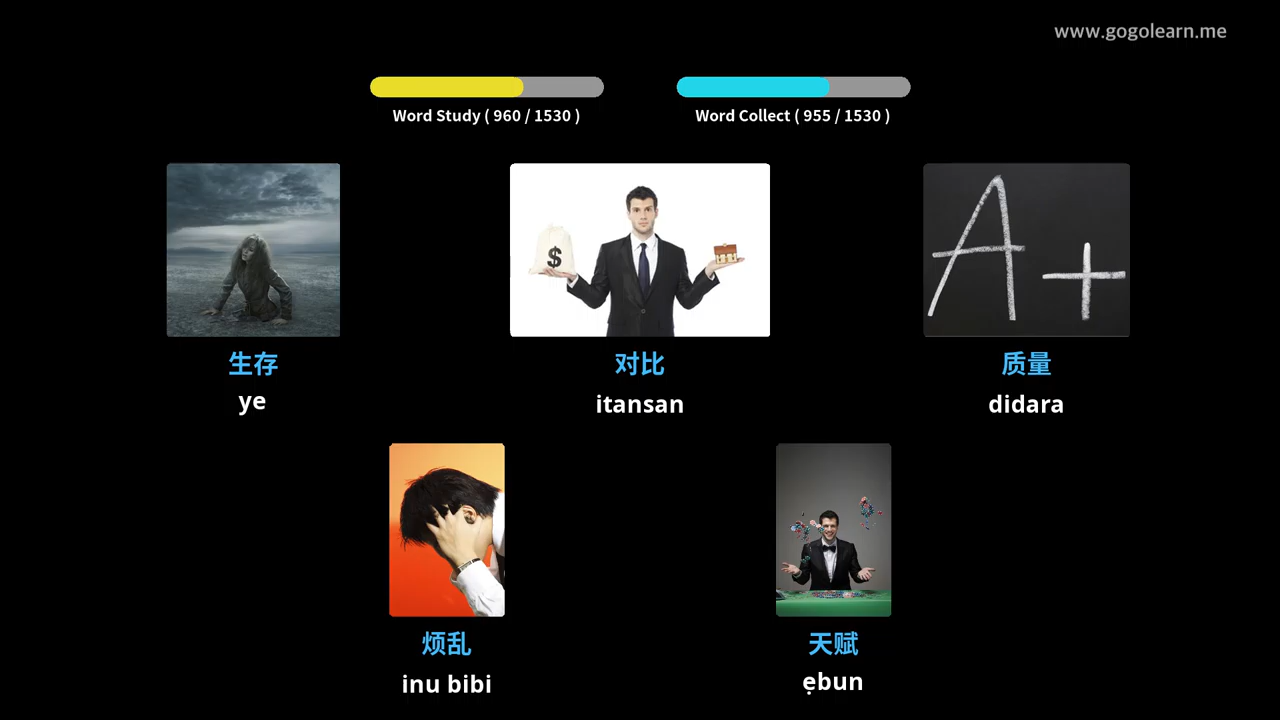 www.gogolearn.me
Word Study ( 960 / 1530 )
Word Collect ( 955 / 1530 )
$
A+
生存
ye
对比
itansan
质量
didara
烦乱
inu bibi
天赋
ẹbun